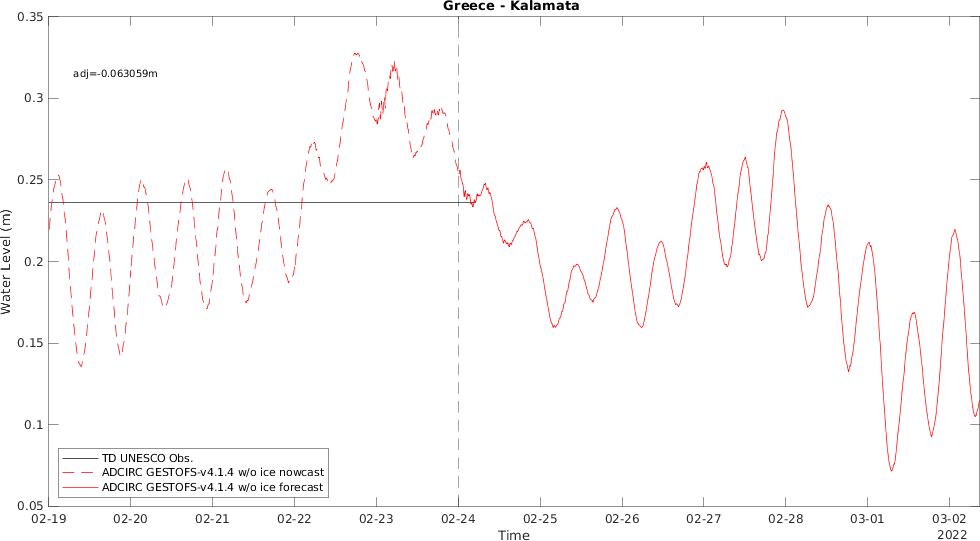 Greece - Kalamata
0.35
adj=-0.063059m
0.3
0.25
0.2
0.15
0.1
0.05
Water Level (m)
TD UNESCO Obs.
ADCIRC GESTOFS-v4.1.4 w/o ice nowcast
ADCIRC GESTOFS-v4.1.4 w/o ice forecast
02-19 02-20 02-21 02-22 02-23 02-24 02-25 02-26 02-27 02-28 03-01 03-02
Time 2022